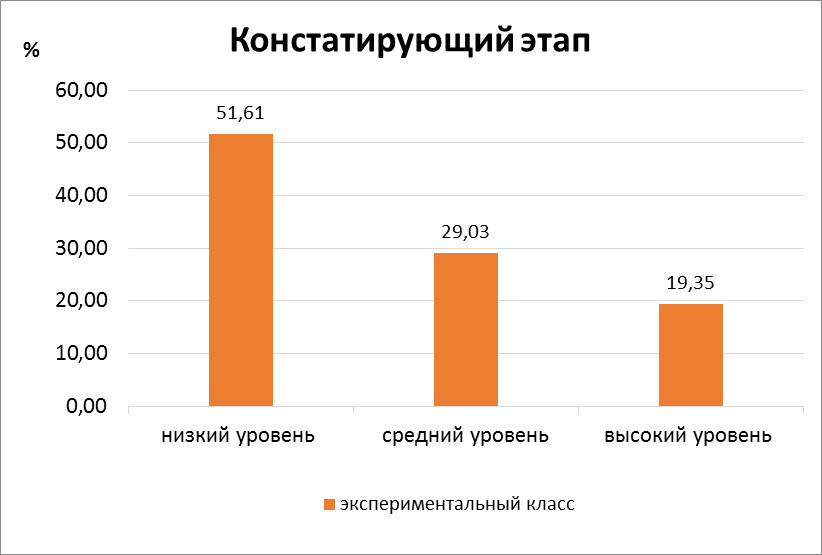 Констатирующий этап
%
60,00
50,00
40,00
30,00
20,00
10,00
0,00
51,61
29,03
19,35
низкий уровень
средний уровень
высокий уровень
экспериментальный класс